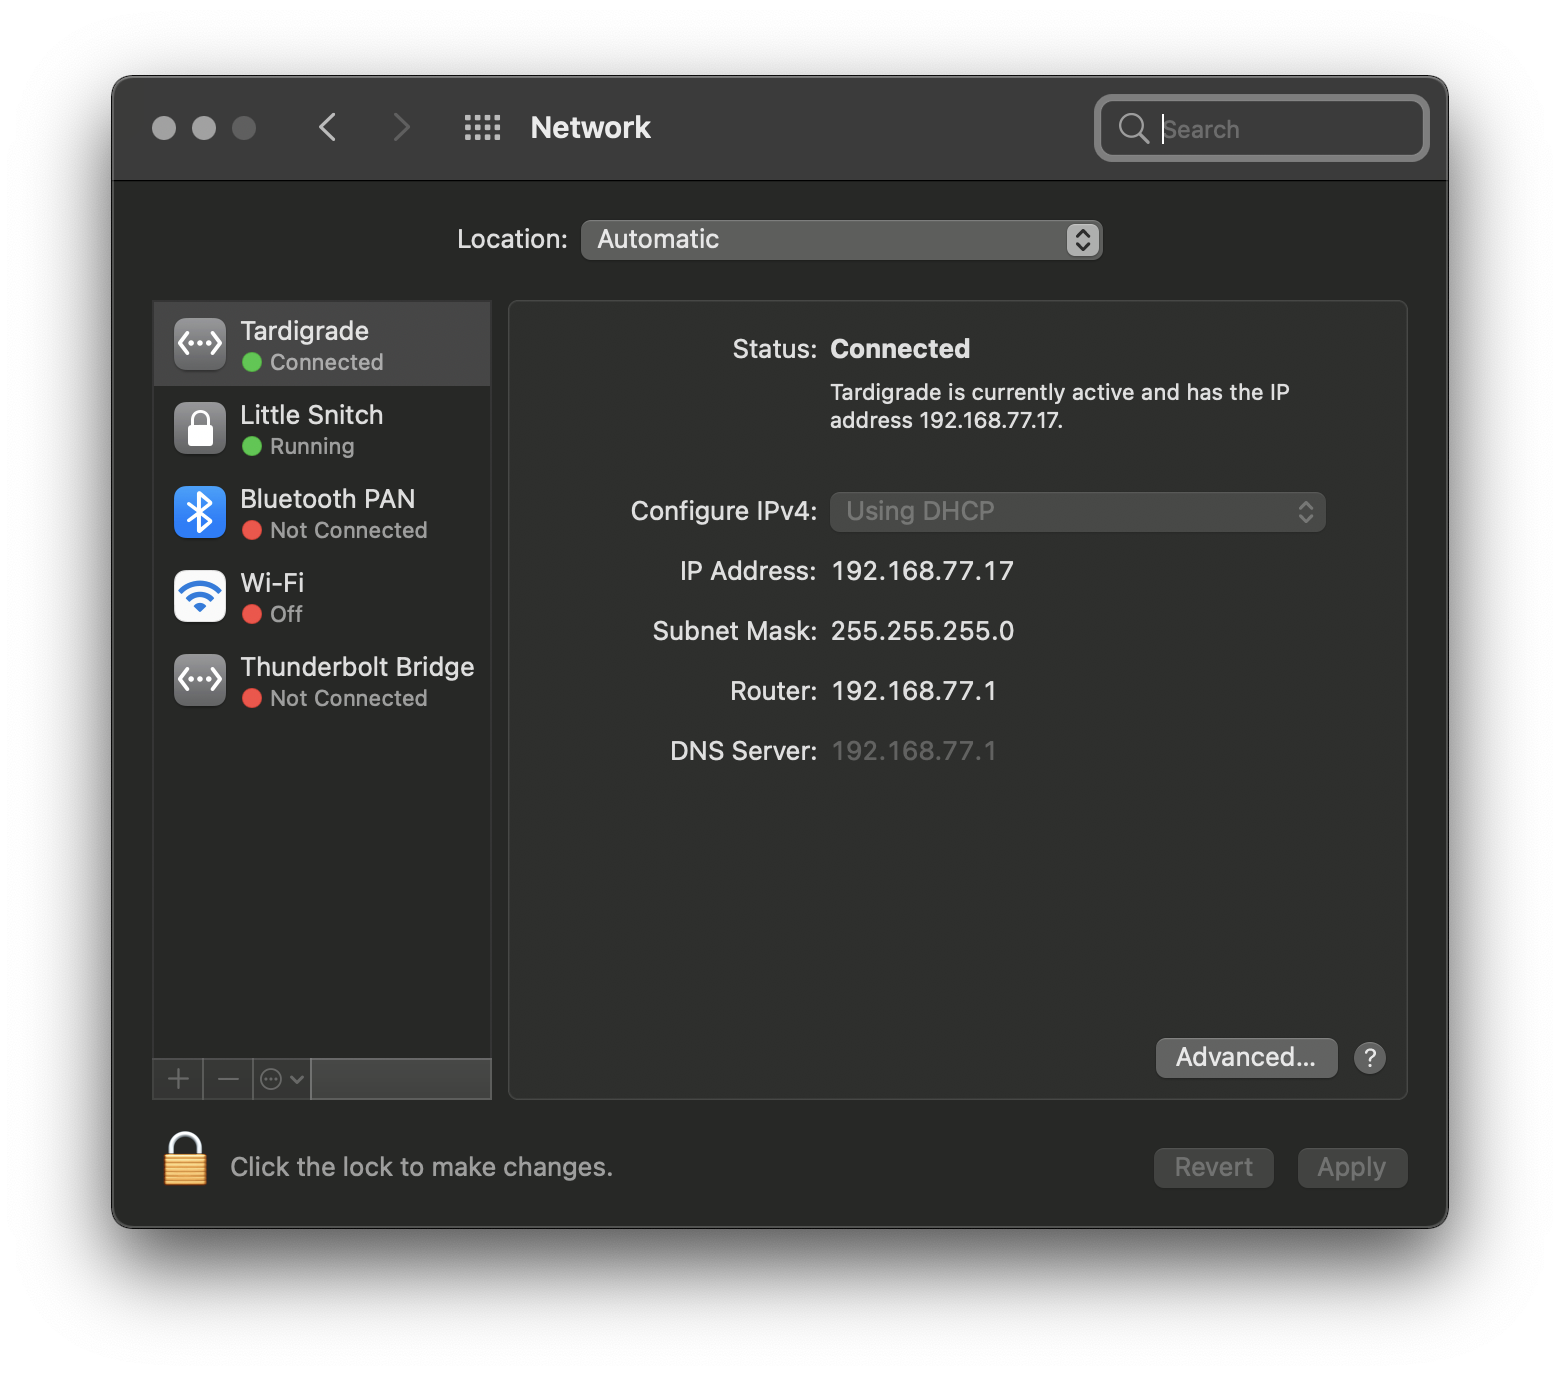 Network
Search
Location: Automatic
Tardigrade
Connected
Little Snitch
Running
Bluetooth PAN
Not Connected
Wi-Fi
Off
Thunderbolt Bridge
Not Connected
Status: Connected
Tardigrade is currently active and has the IP
address 192.168.77.17.
Configure IPv4: Using DHCP
IP Address: 192.168.77.17
Subnet Mask: 255.255.255.0
Router: 192.168.77.1
DNS Server: 192.168.77.1
Advanced... ?
Click the lock to make changes.
Revert Apply